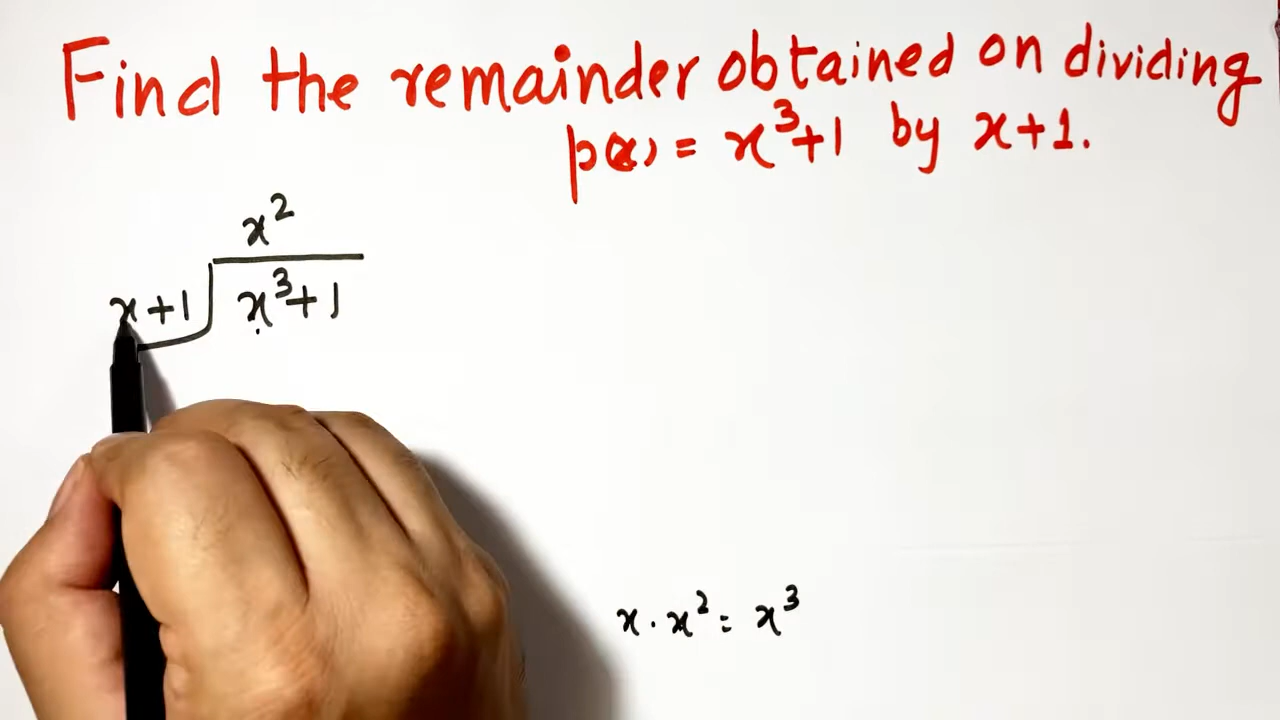 Find the remainder obtained on dividing
p(x) = x³+1 by x+1.
x²
x+1 x³+1
x · x² = x³